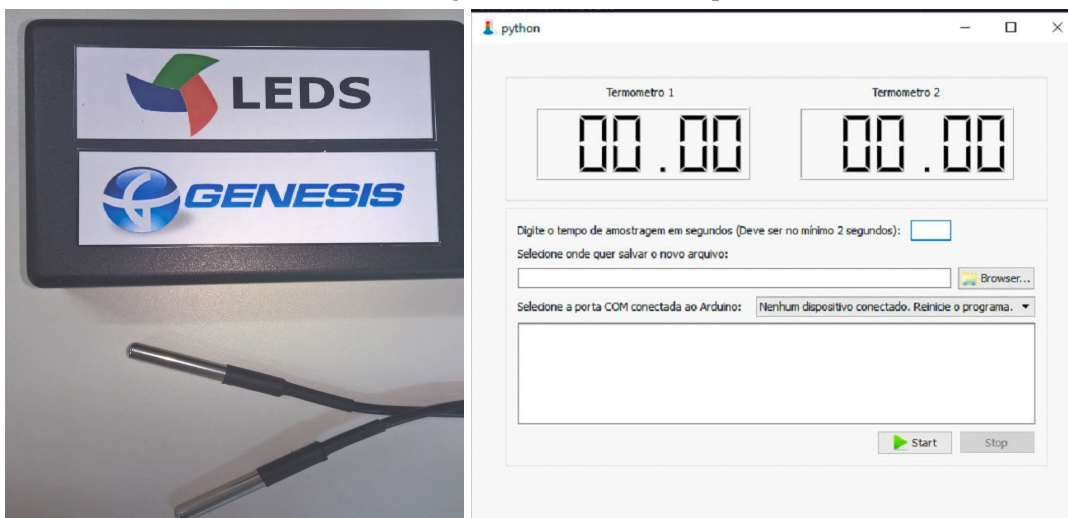 LEDS
GENESIS
python
Termometro 1
Termometro 2
00.00
00.00
Digite o tempo de amostragem em segundos (Deve ser no mínimo 2 segundos):
Selecione onde quer salvar o novo arquivo:
Browser...
Selecione a porta COM conectada ao Arduino: Nenhum dispositivo conectado. Reinicie o programa.
Start
Stop